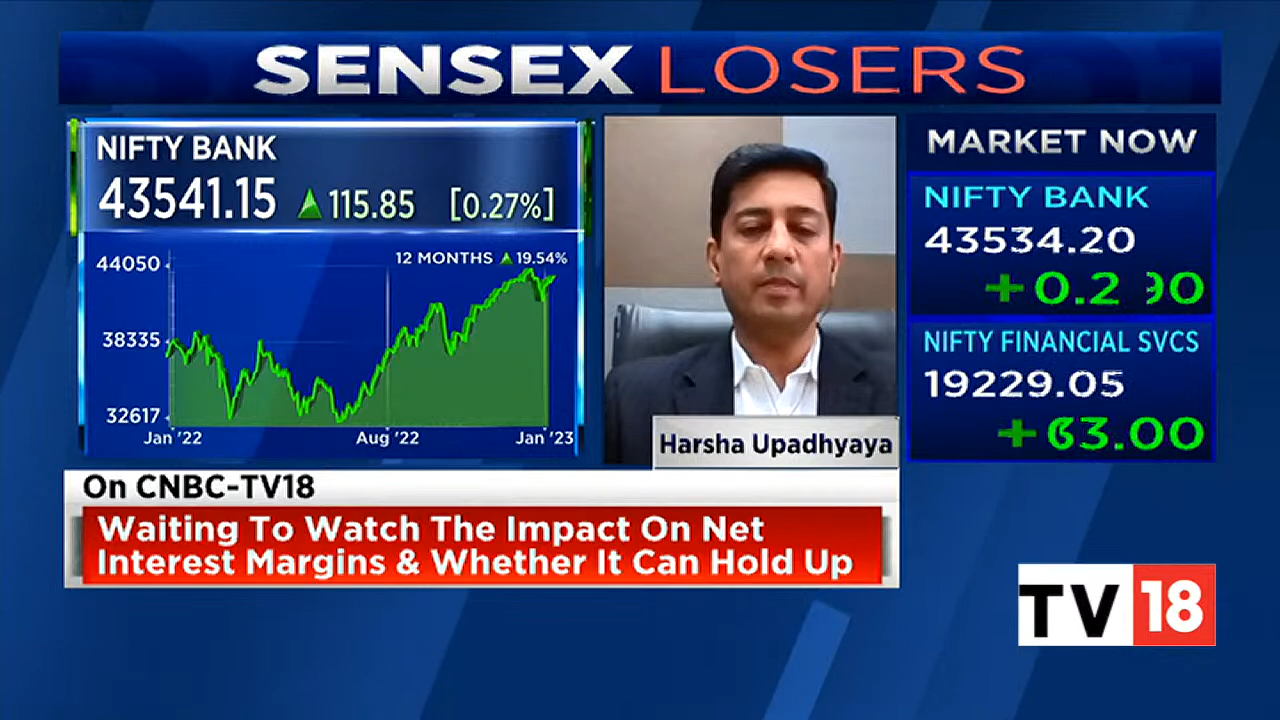 SENSEX LOSERS
NIFTY BANK
43541.15 ▲ 115.85 [0.27%]
12 MONTHS ▲ 19.54%
44050
38335
32617
Jan '22 Aug '22 Jan '23
Harsha Upadhyaya
MARKET NOW
NIFTY BANK
43534.20
NIFTY FINANCIAL SVCS
19229.05
+63.00
On CNBC-TV18
Waiting To Watch The Impact On Net
Interest Margins & Whether It Can Hold Up
TV18